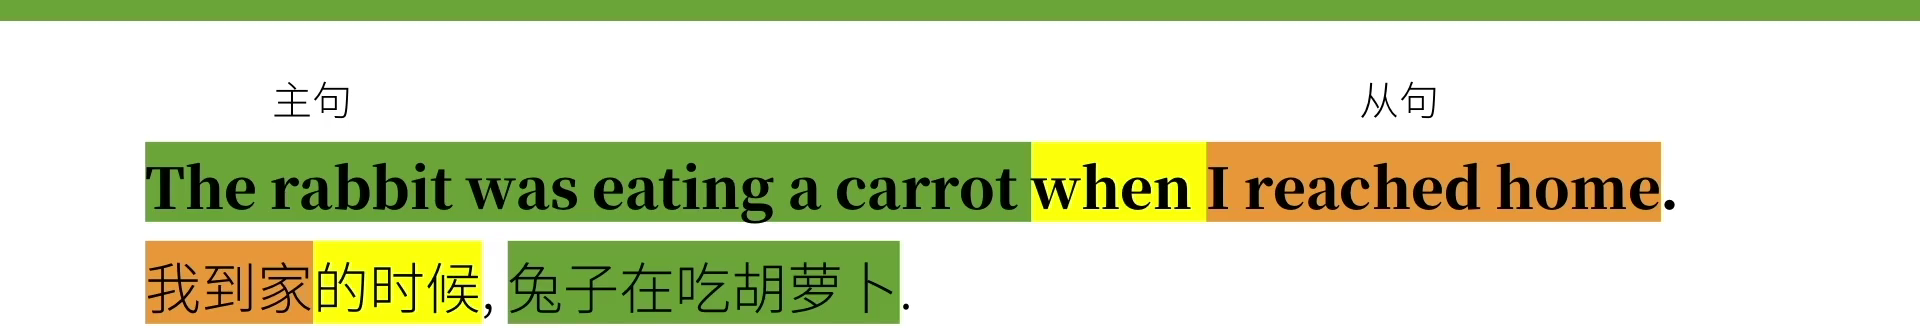 主句 从句
The rabbit was eating a carrot when I reached home.
我到家的时候, 兔子在吃胡萝卜.